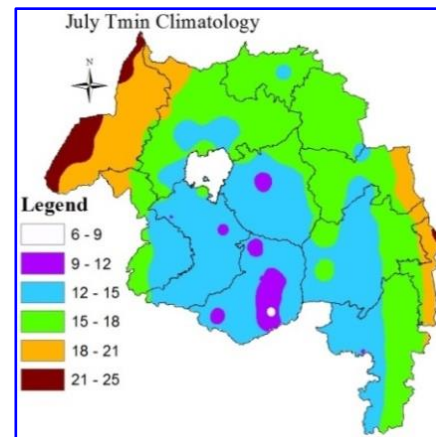 July Tmin Climatology
N
Legend
6 - 9
9 - 12
12 - 15
15 - 18
18 - 21
21 - 25